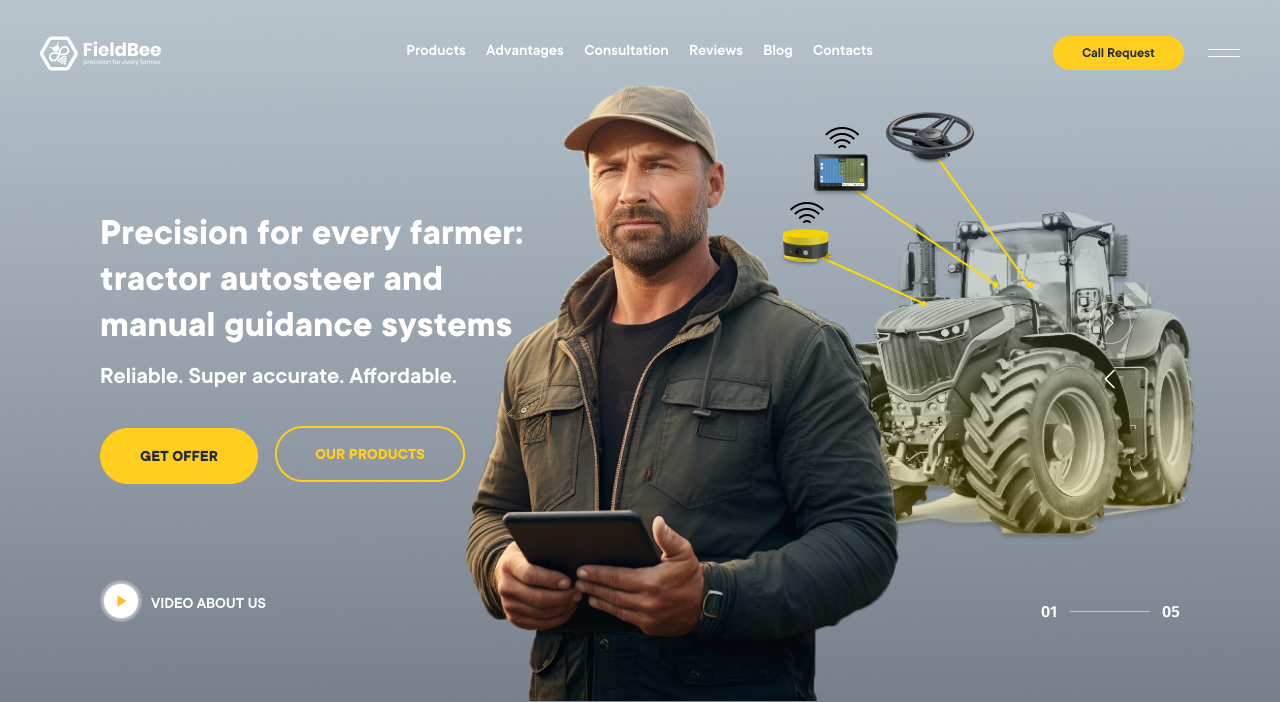 FieldBee
precision for every farmer
Products
Advantages
Consultation
Reviews
Blog
Contacts
Call Request
Precision for every farmer:
tractor autosteer and
manual guidance systems
Reliable. Super accurate. Affordable.
GET OFFER
OUR PRODUCTS
VIDEO ABOUT US
01
05